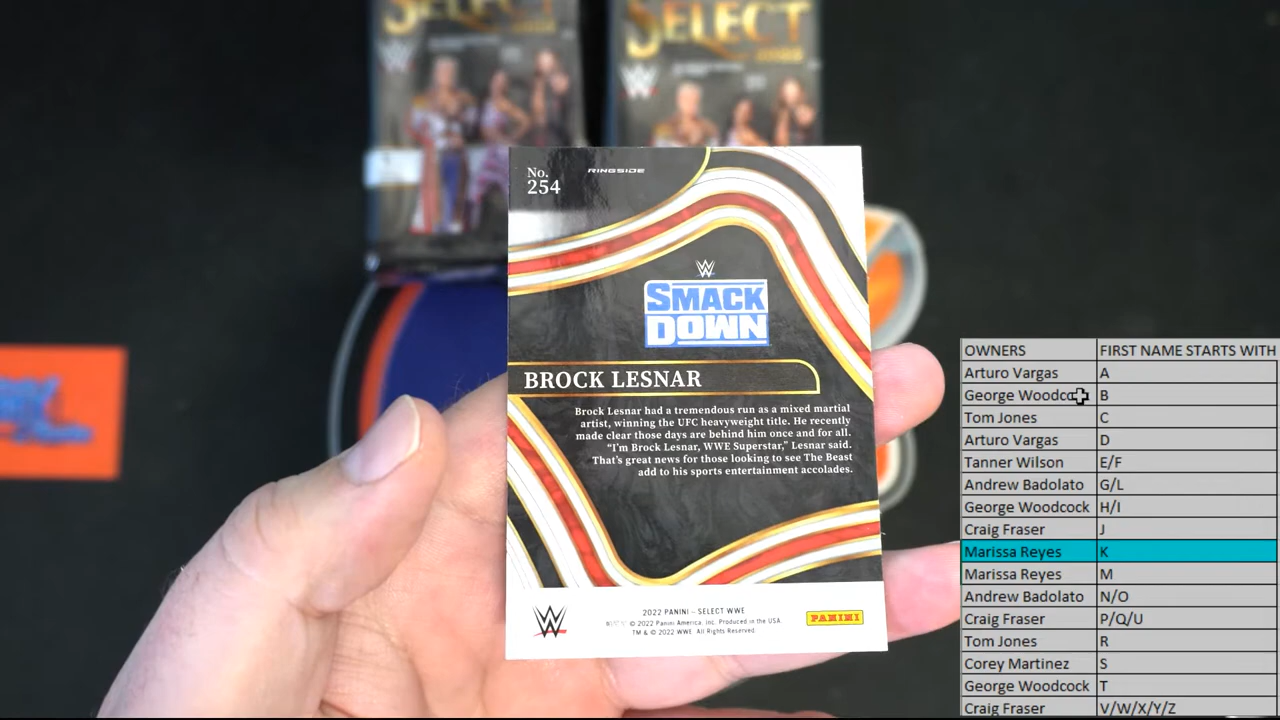 SELECT
SELECT
No.
254
RINGSIDE
SMACK
DOWN
BROCK LESNAR
Brock Lesnar had a tremendous run as a mixed martial
artist, winning the UFC heavyweight title. He recently
made clear those days are behind him once and for all.
“I’m Brock Lesnar, WWE Superstar,” Lesnar said.
That’s great news for those looking to see The Beast
add to his sports entertainment accolades.
2022 PANINI – SELECT WWE
© 2022 Panini America, Inc. Produced in the USA.
TM & © 2022 WWE. All Rights Reserved.
PANINI
OWNERS FIRST NAME STARTS WITH
Arturo Vargas A
George Woodcock B
Tom Jones C
Arturo Vargas D
Tanner Wilson E/F
Andrew Badolato G/L
George Woodcock H/I
Craig Fraser J
Marissa Reyes K
Marissa Reyes M
Andrew Badolato N/O
Craig Fraser P/Q/U
Tom Jones R
Corey Martinez S
George Woodcock T
Craig Fraser V/W/X/Y/Z